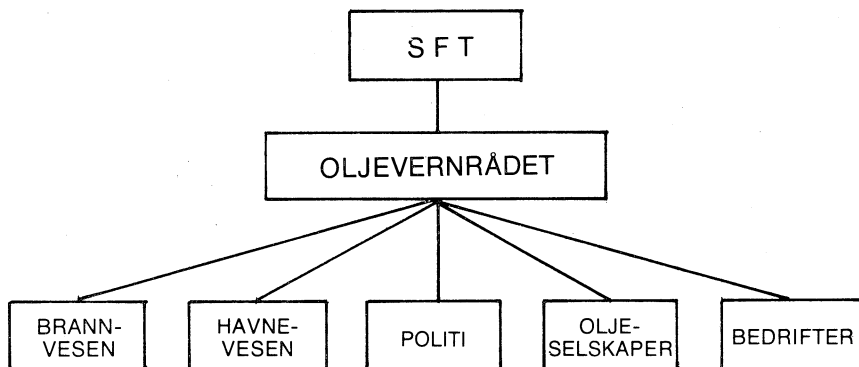 S F T
OLJEVERNRÅDET
BRANN-
VESEN
HAVNE-
VESEN
POLITI
OLJE-
SELSKAPER
BEDRIFTER